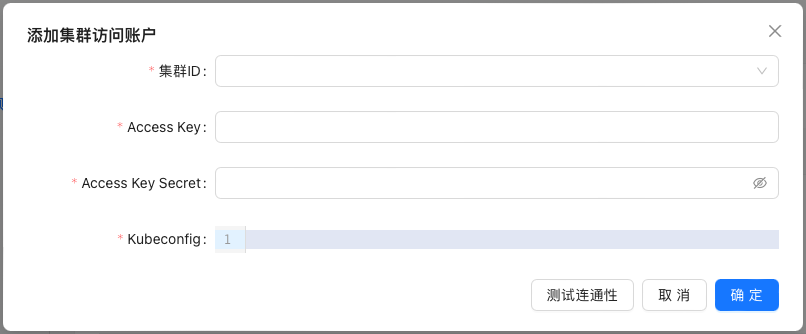 添加集群访问账户
* 集群ID:
* Access Key:
* Access Key Secret:
* Kubeconfig: 1
测试连通性 取 消 确 定